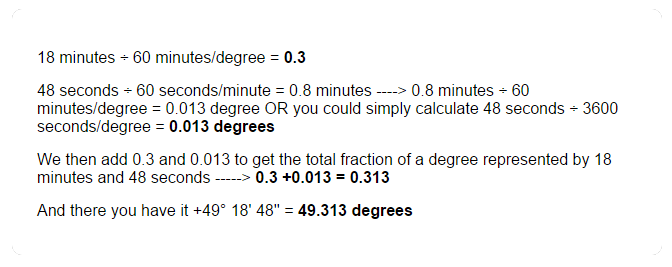 18 minutes ÷ 60 minutes/degree = 0.3
48 seconds ÷ 60 seconds/minute = 0.8 minutes ----> 0.8 minutes ÷ 60
minutes/degree = 0.013 degree OR you could simply calculate 48 seconds ÷ 3600
seconds/degree = 0.013 degrees
We then add 0.3 and 0.013 to get the total fraction of a degree represented by 18
minutes and 48 seconds -----> 0.3 +0.013 = 0.313
And there you have it +49° 18' 48" = 49.313 degrees